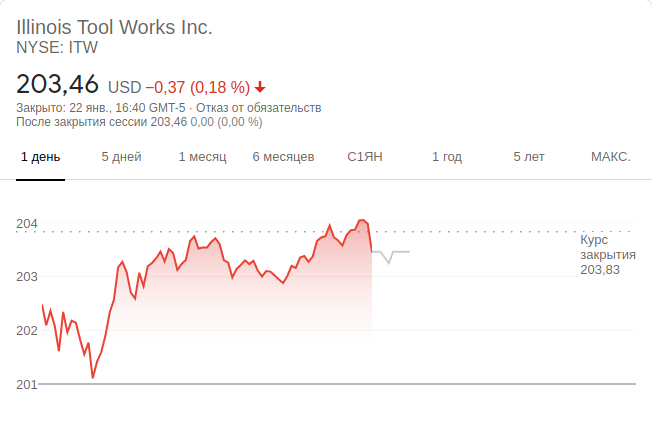 Illinois Tool Works Inc.
NYSE: ITW
203,46 USD −0,37 (0,18 %)
Закрыто: 22 янв., 16:40 GMT-5 · Отказ от обязательств
После закрытия сессии 203,46 0,00 (0,00 %)
1 день 5 дней 1 месяц 6 месяцев С1ЯН 1 год 5 лет МАКС.
204
Курс
закрытия
203,83
203
202
201